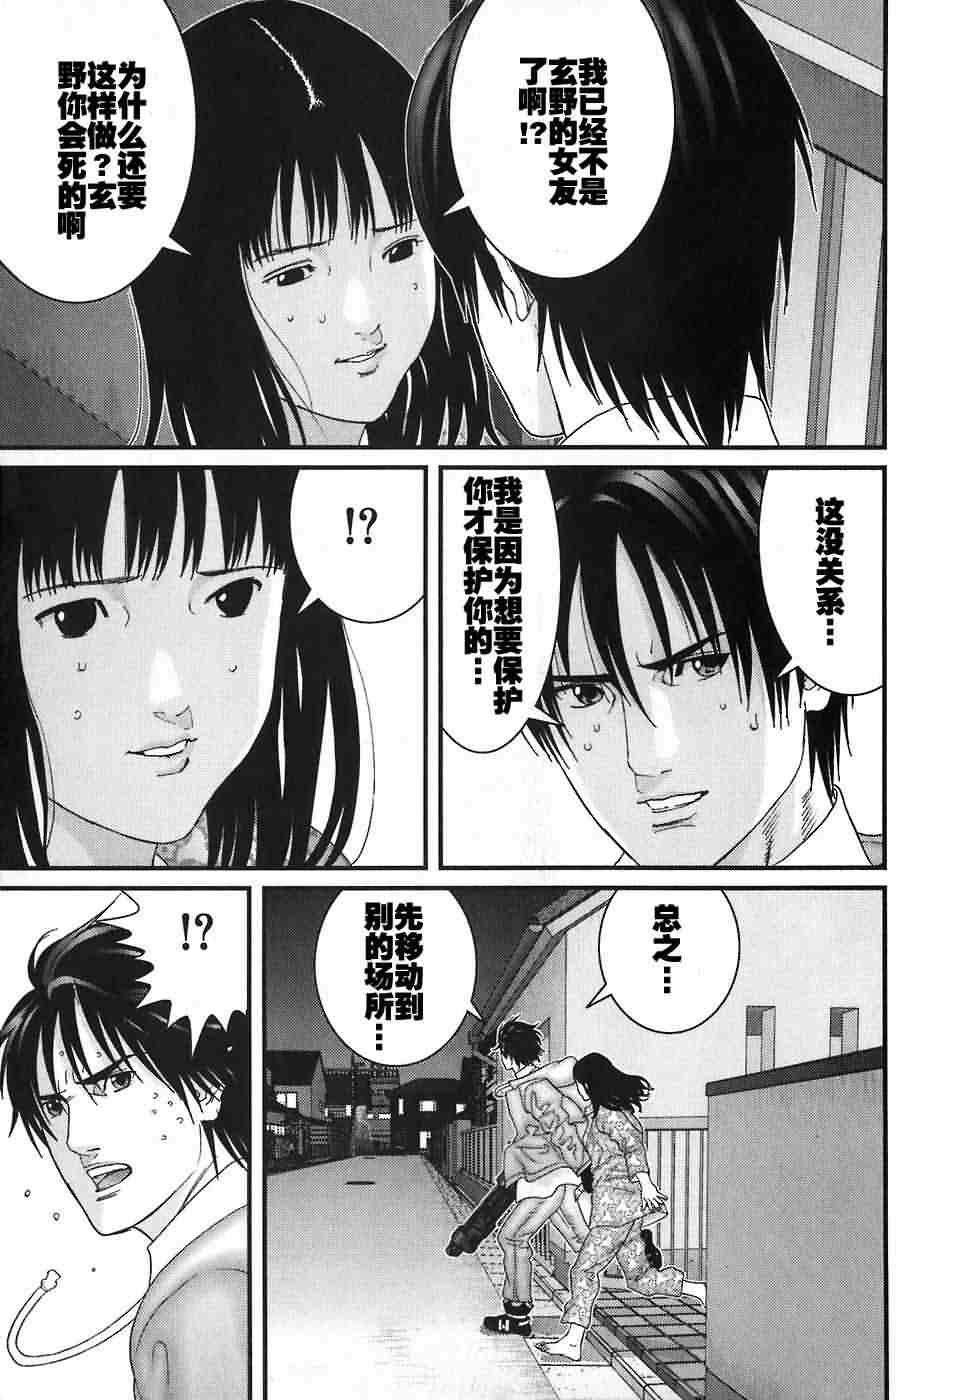 我已经不是
玄野的女友
了啊!?
为什么还要
这样做？玄
野你会死的啊
这没关系…
我是因为想要保护
你才保护你的…
!?
总之…
先移动到
别的场所…
!?